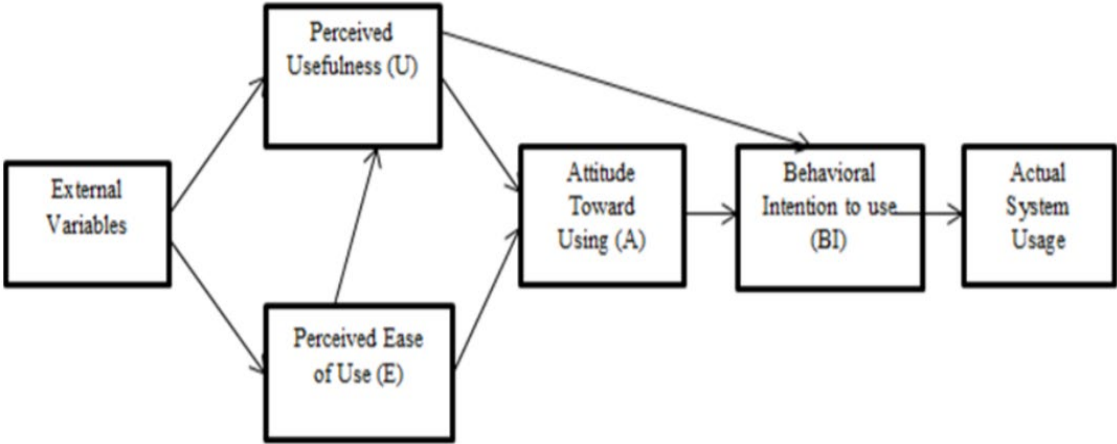 Perceived
Usefulness (U)
External
Variables
Perceived Ease
of Use (E)
Attitude
Toward
Using (A)
Behavioral
Intention to use
(BI)
Actual
System
Usage